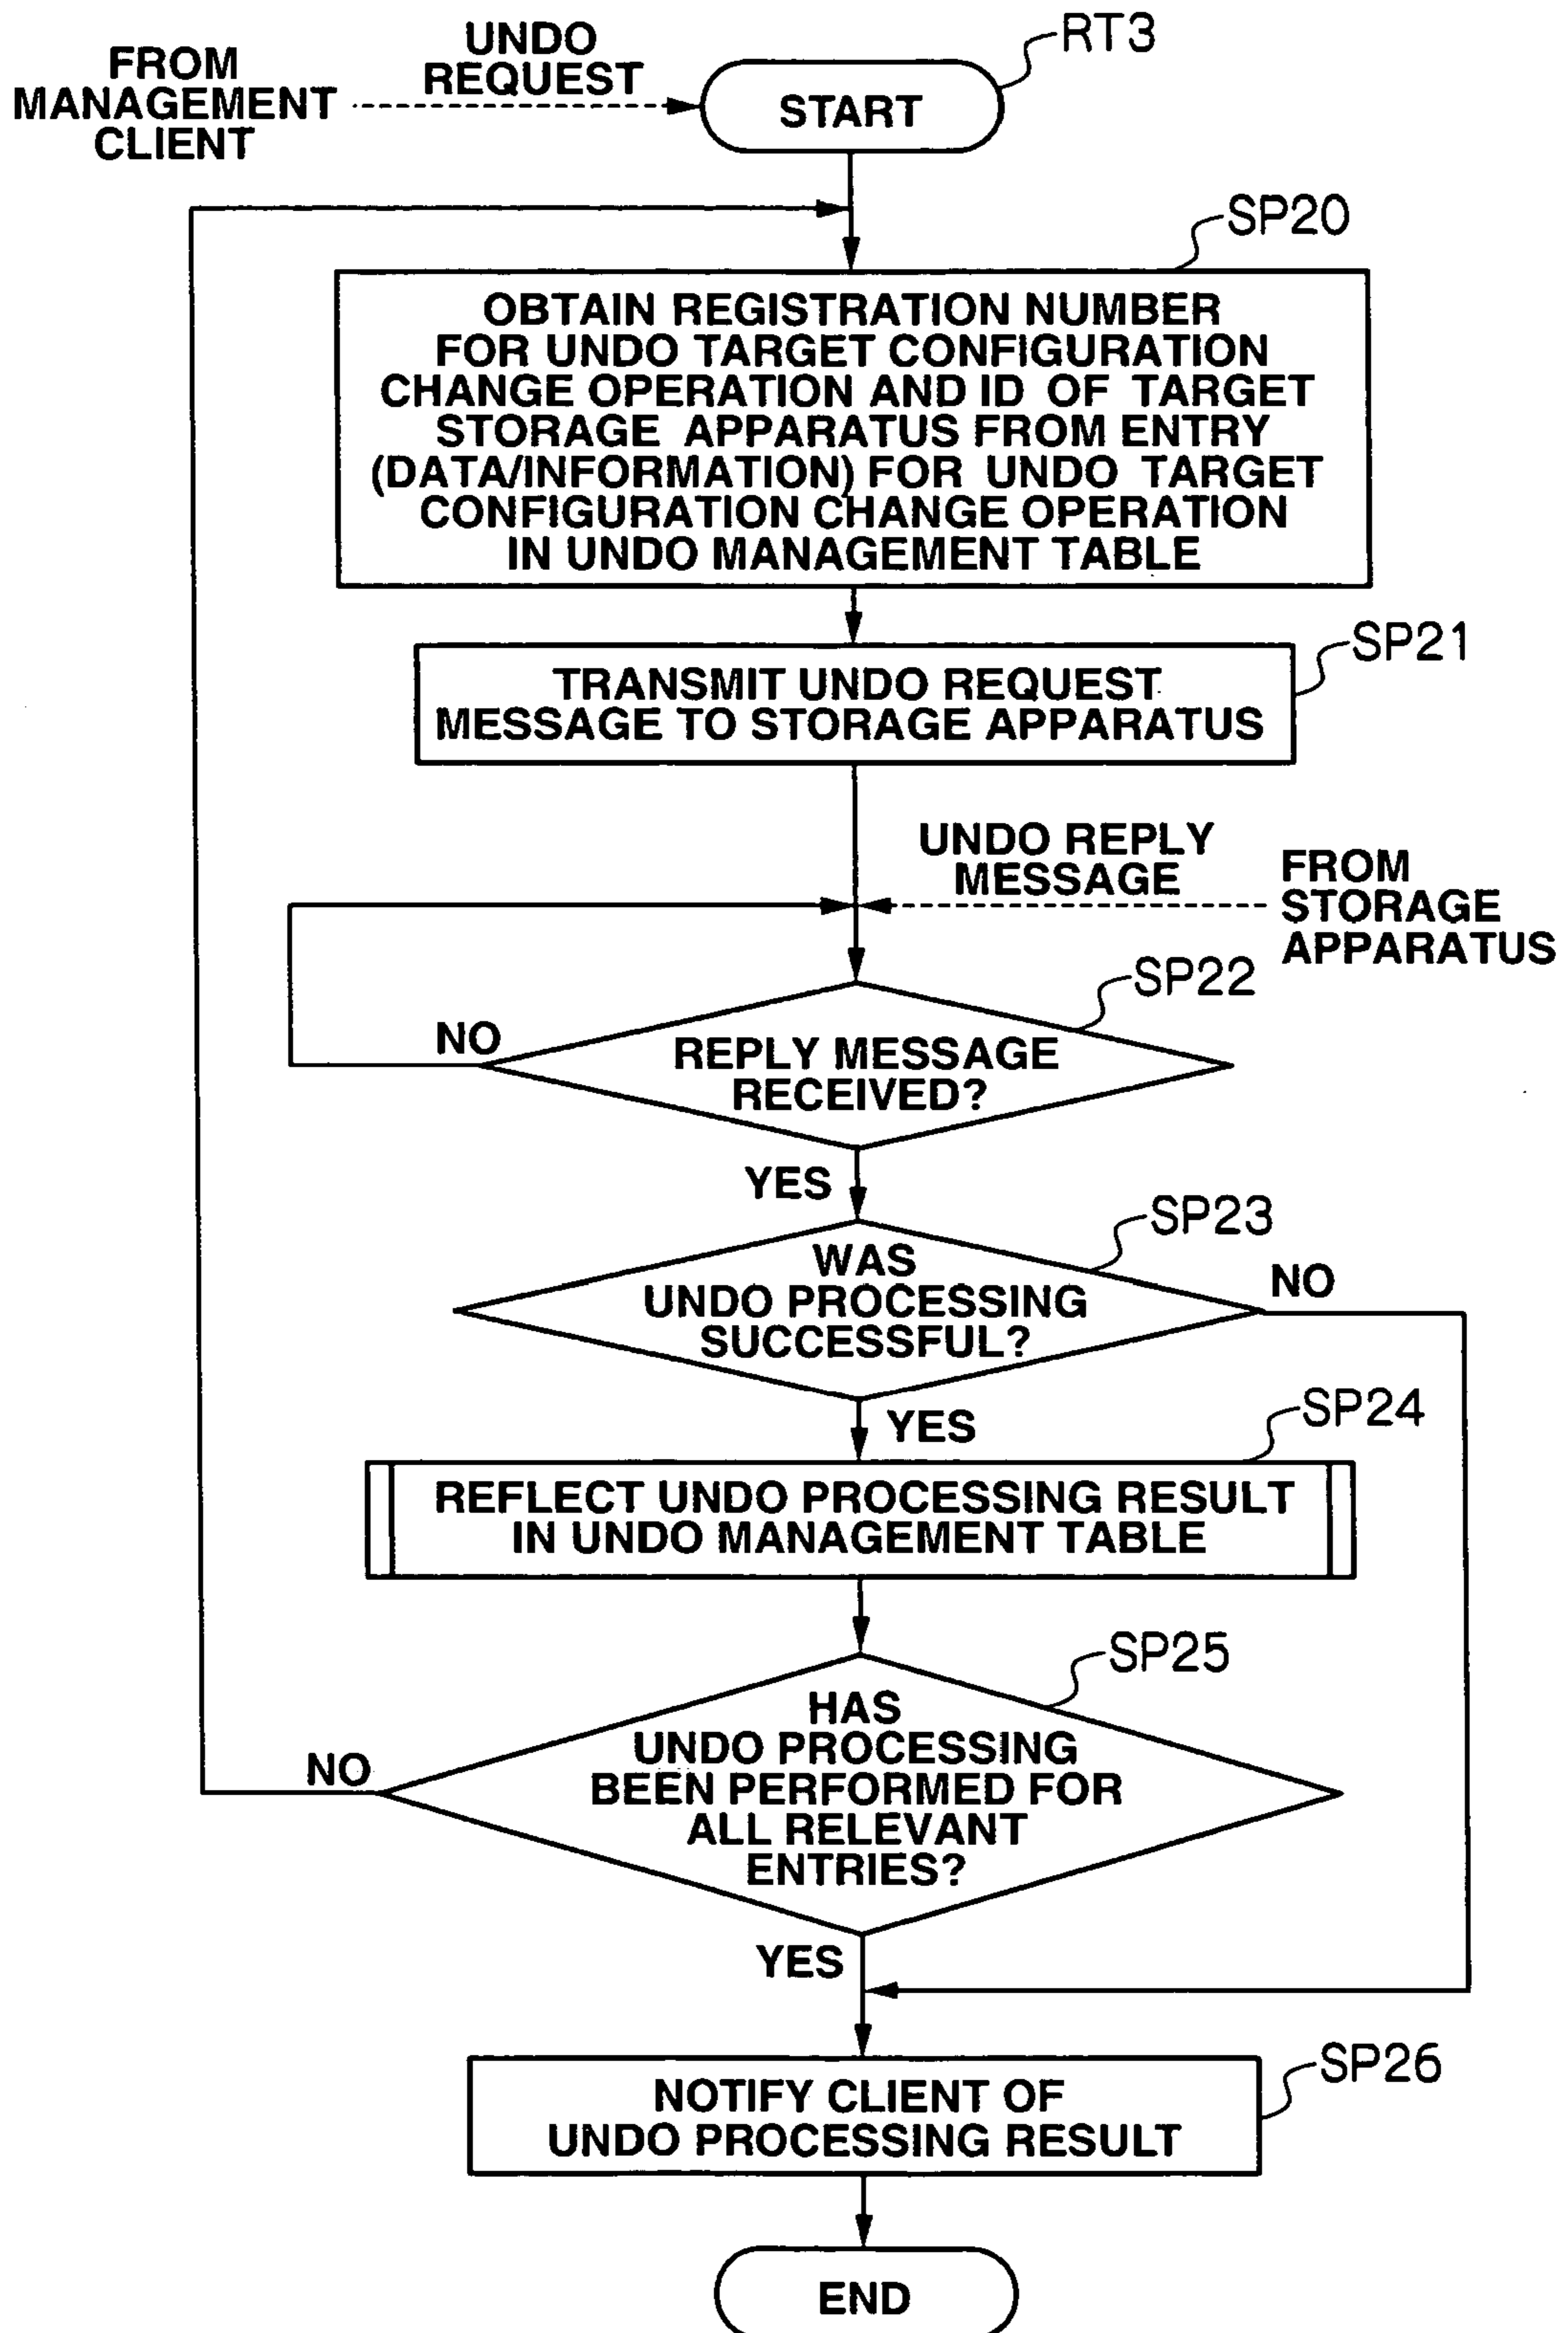 RT3
UNDO
REQUEST
FROM
MANAGEMENT
CLIENT
START
SP20
OBTAIN REGISTRATION NUMBER
FOR UNDO TARGET CONFIGURATION
CHANGE OPERATION AND ID OF TARGET
STORAGE APPARATUS FROM ENTRY
(DATA/INFORMATION) FOR UNDO TARGET
CONFIGURATION CHANGE OPERATION
IN UNDO MANAGEMENT TABLE
SP21
TRANSMIT UNDO REQUEST
MESSAGE TO STORAGE APPARATUS
UNDO REPLY
MESSAGE
FROM
STORAGE
APPARATUS
SP22
NO
REPLY MESSAGE
RECEIVED?
YES
SP23
WAS
UNDO PROCESSING
SUCCESSFUL?
NO
YES
SP24
REFLECT UNDO PROCESSING RESULT
IN UNDO MANAGEMENT TABLE
SP25
HAS
UNDO PROCESSING
BEEN PERFORMED FOR
ALL RELEVANT
ENTRIES?
NO
YES
SP26
NOTIFY CLIENT OF
UNDO PROCESSING RESULT
END